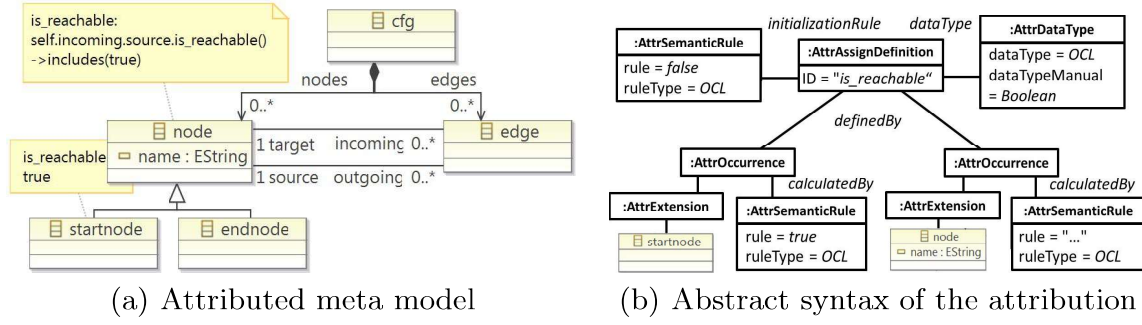 is_reachable:
self.incoming.source.is_reachable()
->includes(true)
cfg
nodes
edges
0..*
0..*
node
name : EString
edge
1 target
incoming 0..*
1 source
outgoing 0..*
is_reachable
true
startnode
endnode
(a) Attributed meta model
initializationRule
dataType
:AttrSemanticRule
rule = false
ruleType = OCL
:AttrAssignDefinition
ID = "is_reachable“
:AttrDataType
dataType = OCL
dataTypeManual
= Boolean
definedBy
:AttrOccurrence
:AttrOccurrence
calculatedBy
calculatedBy
:AttrExtension
startnode
:AttrSemanticRule
rule = true
ruleType = OCL
:AttrExtension
node
name : EString
:AttrSemanticRule
rule = "..."
ruleType = OCL
(b) Abstract syntax of the attribution